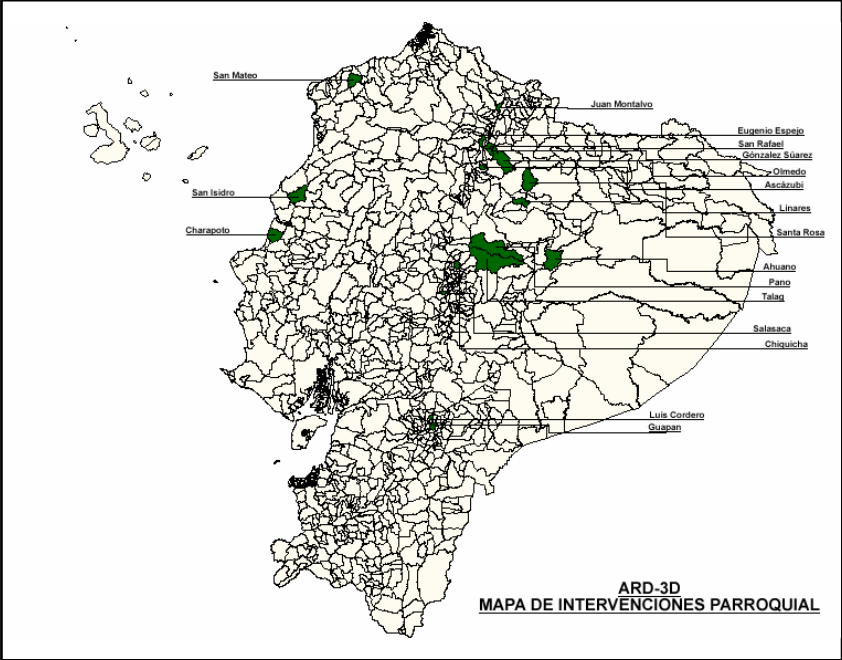 San Mateo
Juan Montalvo
Eugenio Espejo
San Rafael
Gónzalez Súarez
Olmedo
Ascázubi
San Isidro
Linares
Charapoto
Santa Rosa
Ahuano
Pano
Talag
Salasaca
Chiquicha
Luis Cordero
Guapan
ARD-3D
MAPA DE INTERVENCIONES PARROQUIAL